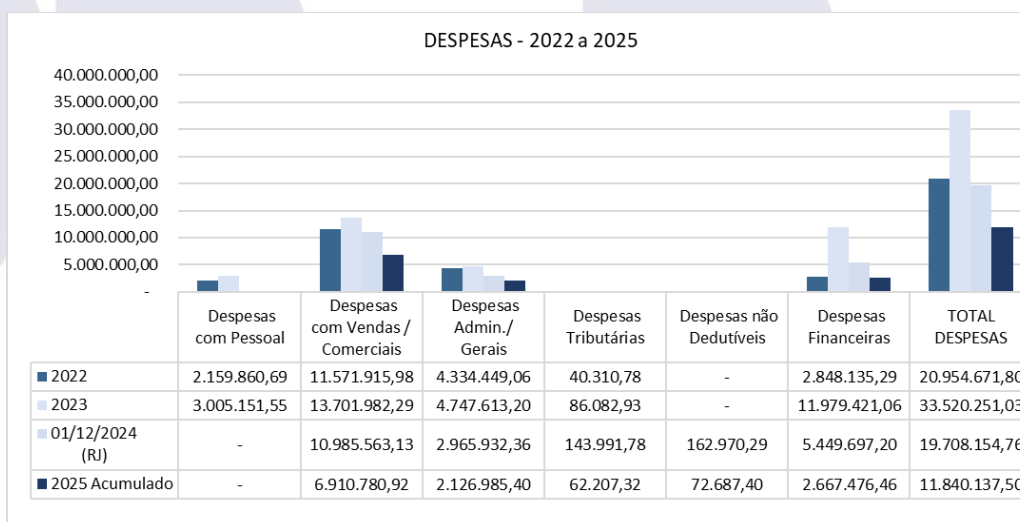 DESPESAS - 2022 a 2025
40.000.000,00
35.000.000,00
30.000.000,00
25.000.000,00
20.000.000,00
15.000.000,00
10.000.000,00
5.000.000,00
-
Despesas com Pessoal
Despesas com Vendas / Comerciais
Despesas Admin./ Gerais
Despesas Tributárias
Despesas não Dedutíveis
Despesas Financeiras
TOTAL DESPESAS
2022 2.159.860,69 11.571.915,98 4.334.449,06 40.310,78 - 2.848.135,29 20.954.671,80
2023 3.005.151,55 13.701.982,29 4.747.613,20 86.082,93 - 11.979.421,06 33.520.251,03
01/12/2024 (RJ) - 10.985.563,13 2.965.932,36 143.991,78 162.970,29 5.449.697,20 19.708.154,76
2025 Acumulado - 6.910.780,92 2.126.985,40 62.207,32 72.687,40 2.667.476,46 11.840.137,50